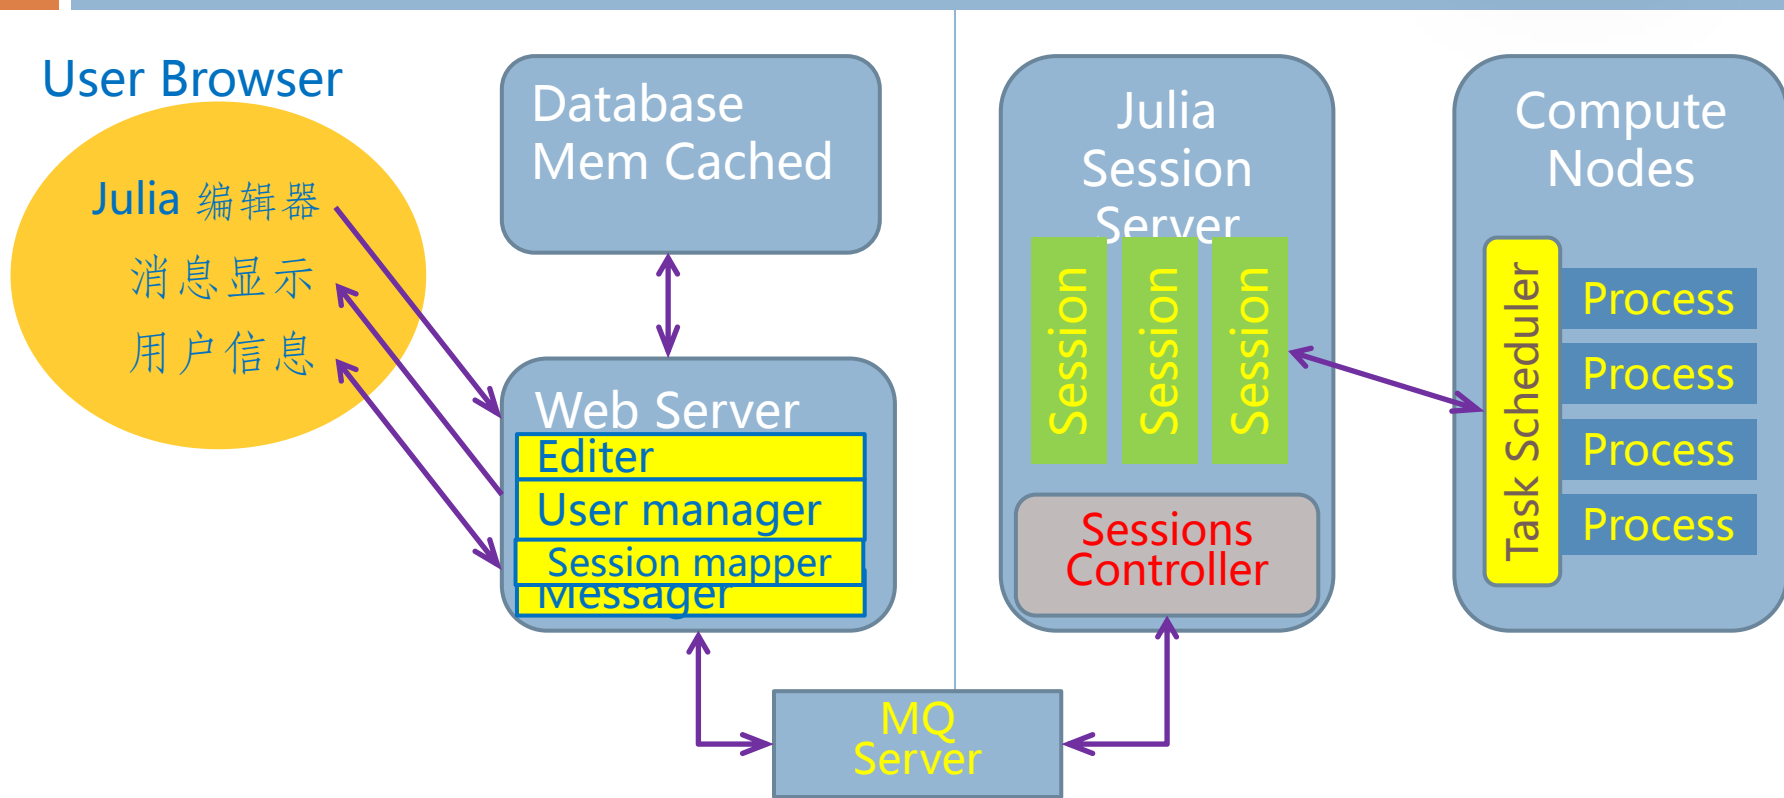 User Browser
Julia 编辑器
消息显示
用户信息
Database
Mem Cached
Web Server
Editer
User manager
Session mapper
Messager
MQ
Server
Julia
Session
Server
Session
Session
Session
Sessions
Controller
Compute
Nodes
Task Scheduler
Process
Process
Process
Process